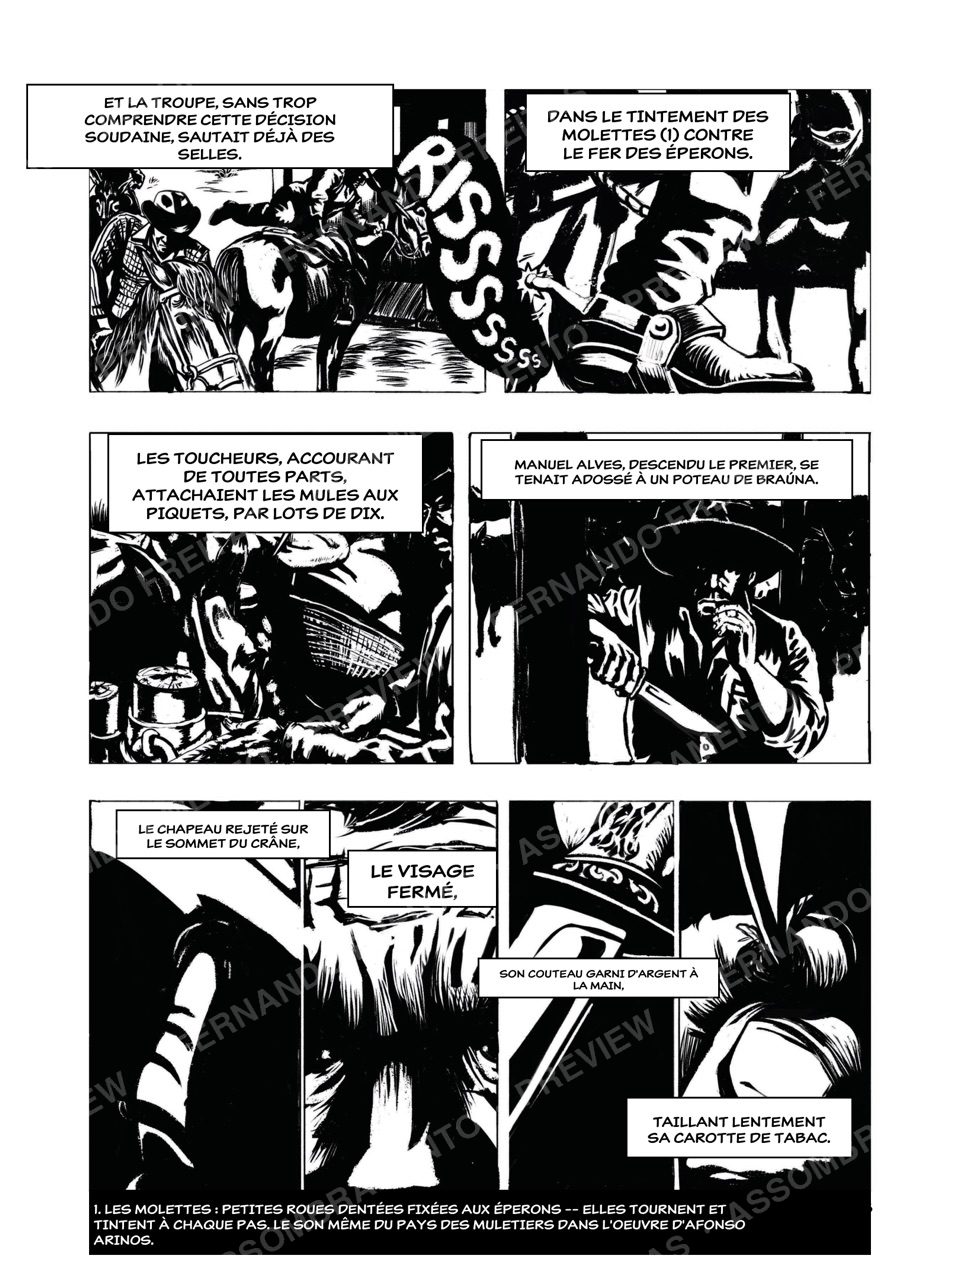 ET LA TROUPE, SANS TROP
COMPRENDRE CETTE DÉCISION
SOUDAINE, SAUTAIT DÉJÀ DES
SELLES.
DANS LE TINTEMENT DES
MOLETTES (1) CONTRE
LE FER DES ÉPERONS.
RISSSSSSS
LES TOUCHEURS, ACCOURANT
DE TOUTES PARTS,
ATTACHAIENT LES MULES AUX
PIQUETS, PAR LOTS DE DIX.
MANUEL ALVES, DESCENDU LE PREMIER, SE
TENAIT ADOSSÉ À UN POTEAU DE BRAÚNA.
LE CHAPEAU REJETÉ SUR
LE SOMMET DU CRÂNE,
LE VISAGE
FERMÉ,
SON COUTEAU GARNI D'ARGENT À
LA MAIN,
TAILLANT LENTEMENT
SA CAROTTE DE TABAC.
1. LES MOLETTES : PETITES ROUES DENTÉES FIXÉES AUX ÉPERONS -- ELLES TOURNENT ET
TINTENT À CHAQUE PAS. LE SON MÊME DU PAYS DES MULETIERS DANS L'OEUVRE D'AFONSO
ARINOS.